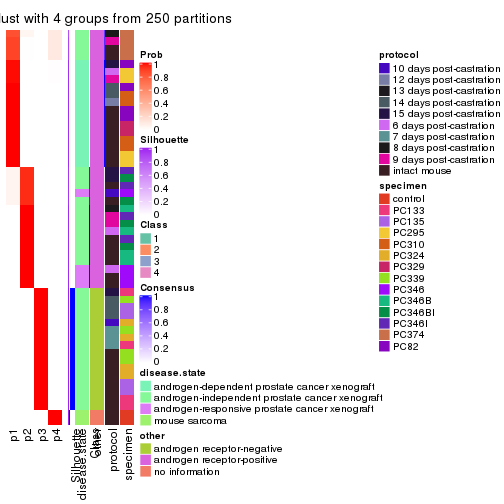 lust with 4 groups from 250 partitions
Prob
1
0.8
0.6
0.4
0.2
0
Silhouette
1
0.8
0.6
0.4
0.2
0
Class
1
2
3
4
Consensus
1
0.8
0.6
0.4
0.2
0
disease.state
androgen-dependent prostate cancer xenograft
androgen-independent prostate cancer xenograft
androgen-responsive prostate cancer xenograft
mouse sarcoma
other
androgen receptor-negative
androgen receptor-positive
no information
protocol
10 days post-castration
12 days post-castration
13 days post-castration
14 days post-castration
15 days post-castration
6 days post-castration
7 days post-castration
8 days post-castration
9 days post-castration
intact mouse
specimen
control
PC133
PC135
PC295
PC310
PC324
PC329
PC339
PC346
PC346B
PC346BI
PC346I
PC374
PC82
p1
p2
p3
p4
Silhouette
disease.state
Class
other
protocol
specimen